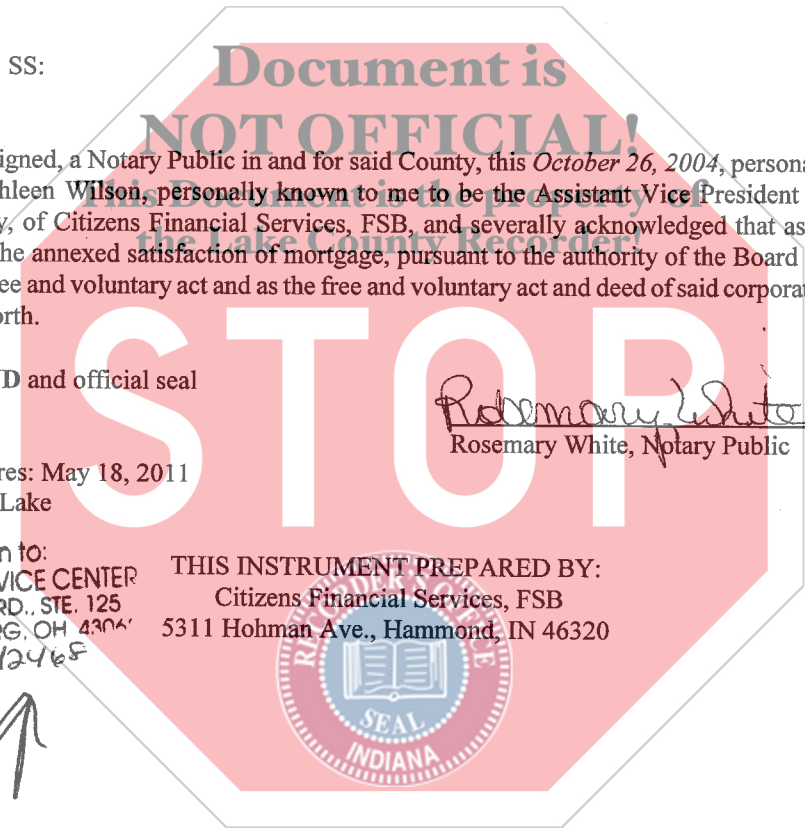 SS:
Document is
NOT OFFICIAL!
This Document is the property of
the Lake County Recorder!
igned, a Notary Public in and for said County, this October 26, 2004, persona
hleen Wilson, personally known to me to be the Assistant Vice President
y, of Citizens Financial Services, FSB, and severally acknowledged that as
he annexed satisfaction of mortgage, pursuant to the authority of the Board
ee and voluntary act and as the free and voluntary act and deed of said corporat
orth.
STOP
D and official seal
Rosemary White
Rosemary White, Notary Public
res: May 18, 2011
Lake
n to:
VICE CENTER
RD., STE. 125
G, OH 4306
12468
THIS INSTRUMENT PREPARED BY:
Citizens Financial Services, FSB
5311 Hohman Ave., Hammond, IN 46320
RECORDER'S OFFICE
SEAL
INDIANA